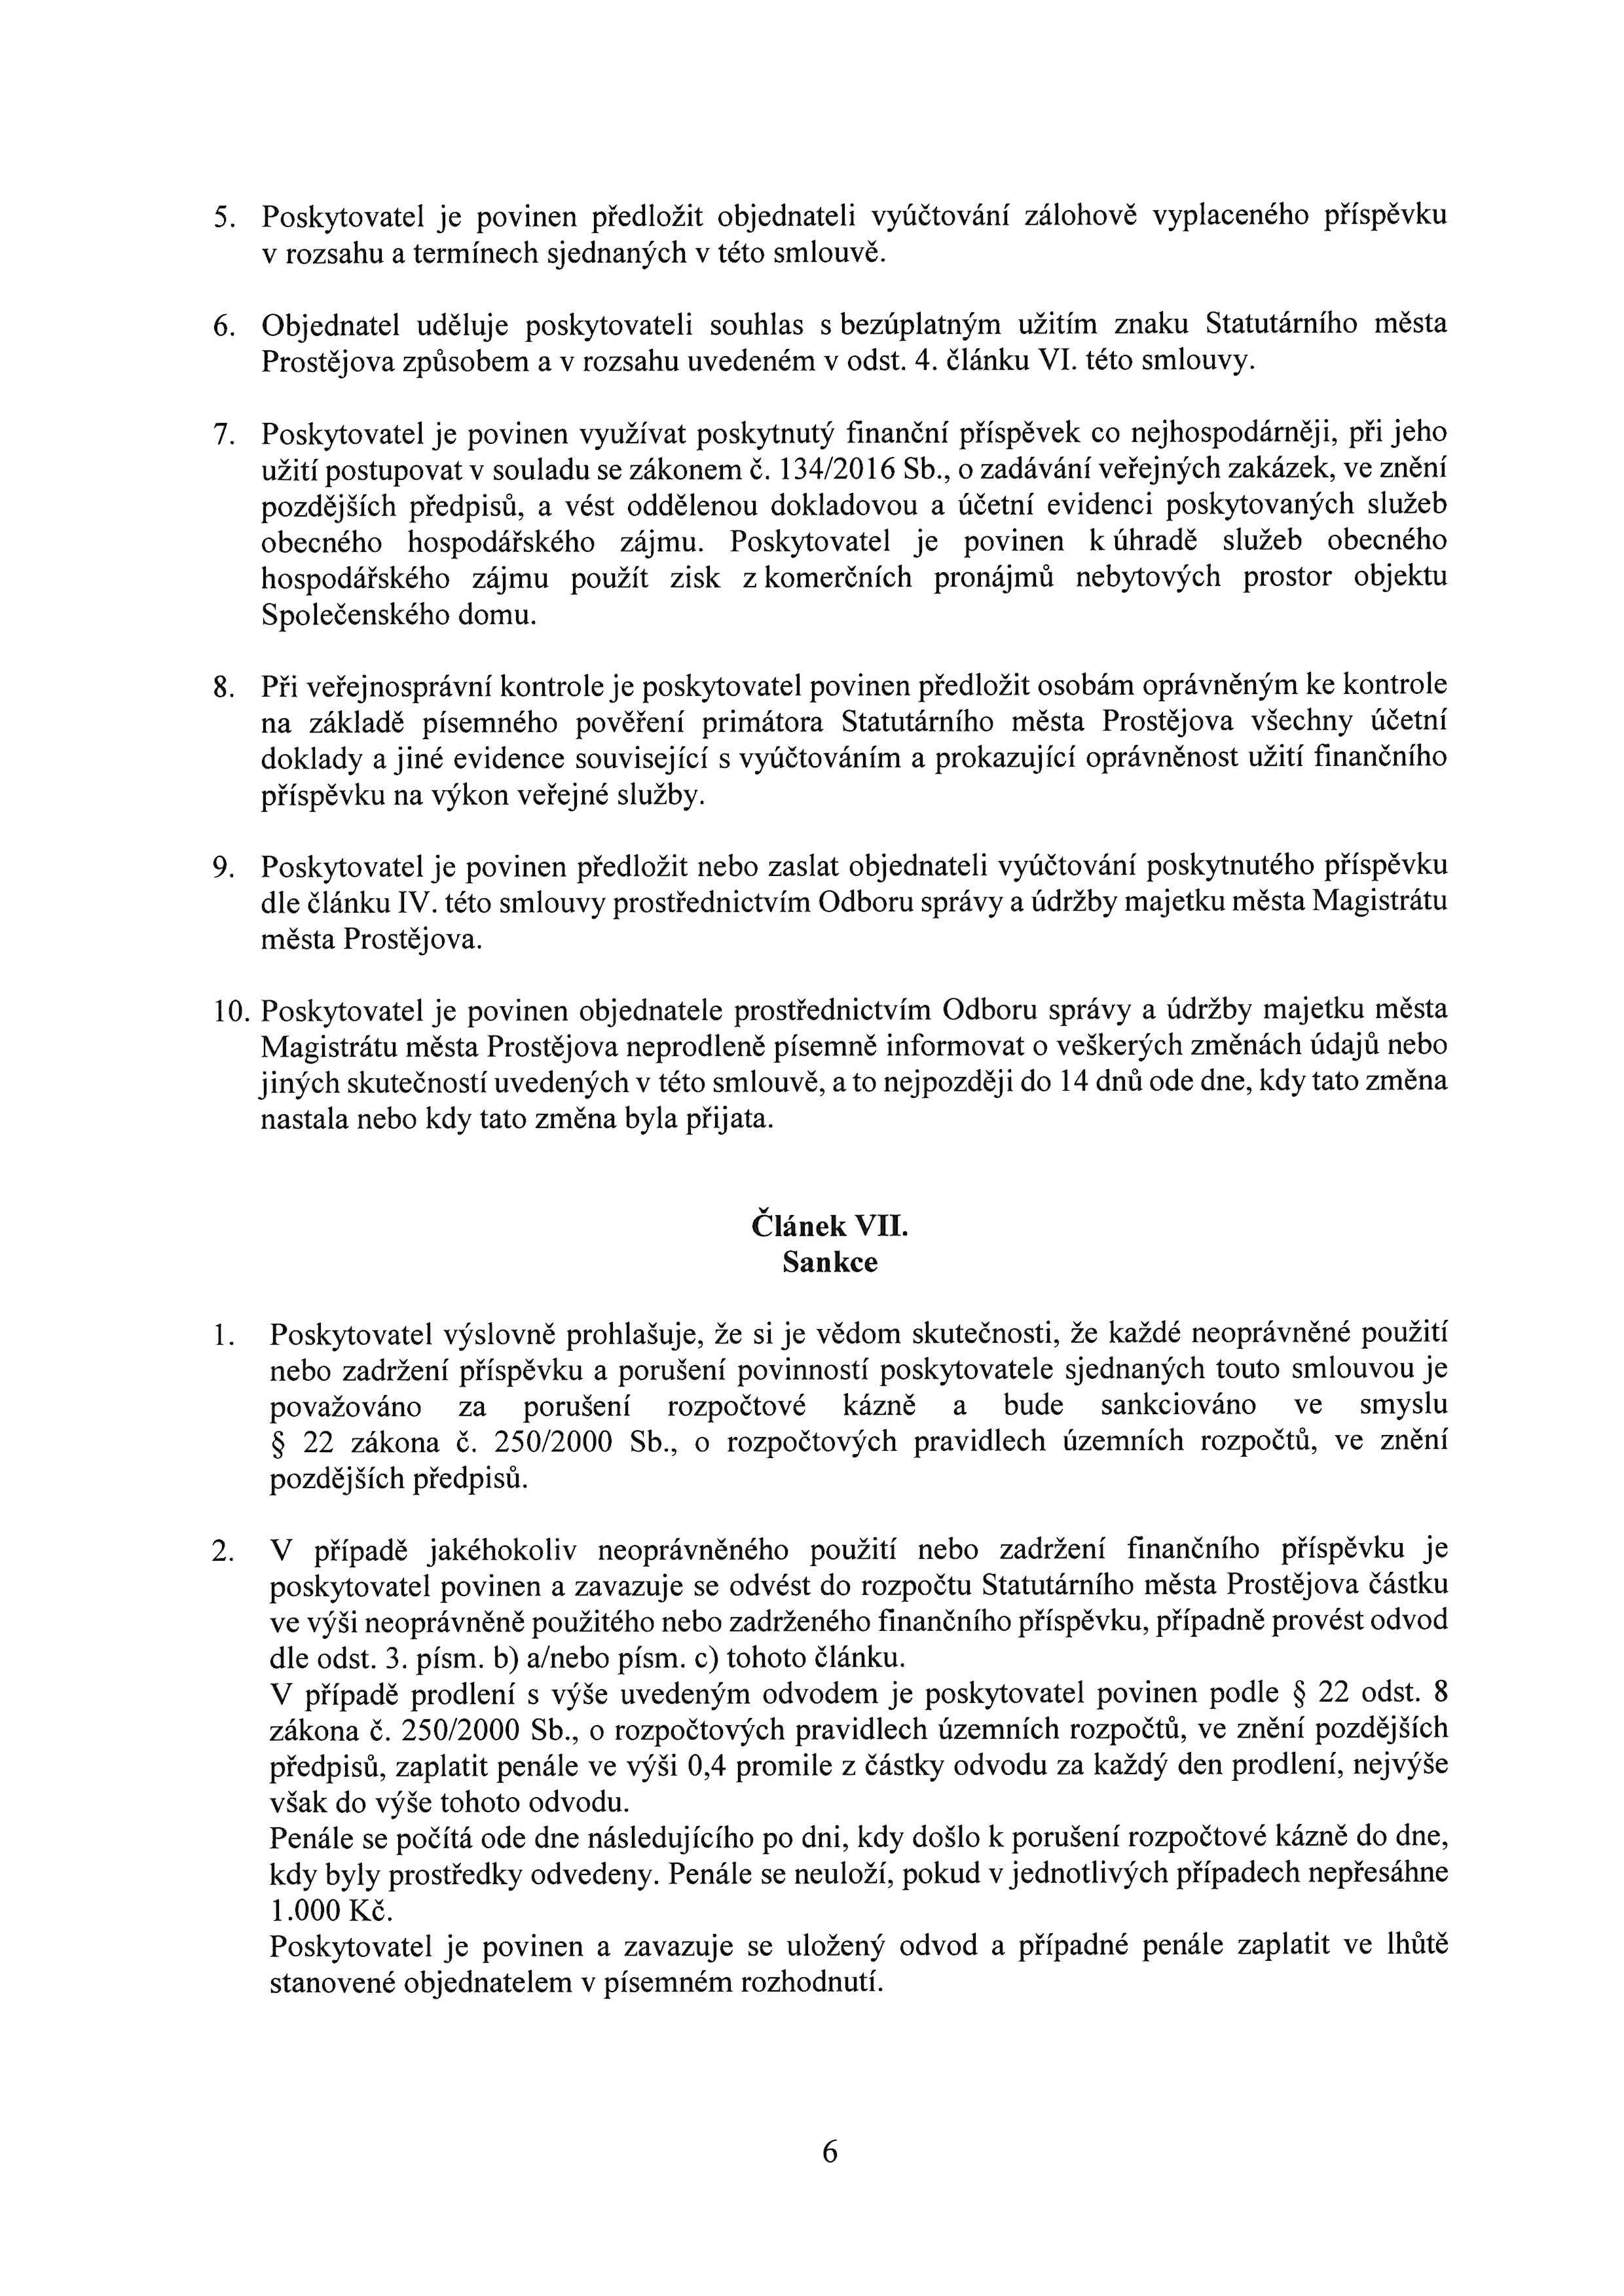 5. Poskytovatel je povinen předložit objednateli vyúčtování zálohově vyplaceného příspěvku
v rozsahu a termínech sjednaných v této smlouvě.
6. Objednatel uděluje poskytovateli souhlas s bezúplatným užitím znaku Statutárního města
Prostějova způsobem a v rozsahu uvedeném v odst. 4. článku VI. této smlouvy.
7. Poskytovatel je povinen využívat poskytnutý finanční příspěvek co nejhospodárněji, při jeho
užití postupovat v souladu se zákonem č. 134/2016 Sb., o zadávání veřejných zakázek, ve znění
pozdějších předpisů, a vést oddělenou dokladovou a účetní evidenci poskytovaných služeb
obecného hospodářského zájmu. Poskytovatel je povinen k úhradě služeb obecného
hospodářského zájmu použít zisk z komerčních pronájmů nebytových prostor objektu
Společenského domu.
8. Při veřejnosprávní kontrole je poskytovatel povinen předložit osobám oprávněným ke kontrole
na základě písemného pověření primátora Statutárního města Prostějova všechny účetní
doklady a jiné evidence související s vyúčtováním a prokazující oprávněnost užití finančního
příspěvku na výkon veřejné služby.
9. Poskytovatel je povinen předložit nebo zaslat objednateli vyúčtování poskytnutého příspěvku
dle článku IV. této smlouvy prostřednictvím Odboru správy a údržby majetku města Magistrátu
města Prostějova.
10. Poskytovatel je povinen objednatele prostřednictvím Odboru správy a údržby majetku města
Magistrátu města Prostějova neprodleně písemně informovat o veškerých změnách údajů nebo
jiných skutečností uvedených v této smlouvě, a to nejpozději do 14 dnů ode dne, kdy tato změna
nastala nebo kdy tato změna byla přijata.
Článek VII.
Sankce
1. Poskytovatel výslovně prohlašuje, že si je vědom skutečnosti, že každé neoprávněné použití
nebo zadržení příspěvku a porušení povinností poskytovatele sjednaných touto smlouvou je
považováno za porušení rozpočtové kázně a bude sankciováno ve smyslu
§ 22 zákona č. 250/2000 Sb., o rozpočtových pravidlech územních rozpočtů, ve znění
pozdějších předpisů.
2. V případě jakéhokoliv neoprávněného použití nebo zadržení finančního příspěvku je
poskytovatel povinen a zavazuje se odvést do rozpočtu Statutárního města Prostějova částku
ve výši neoprávněně použitého nebo zadrženého finančního příspěvku, případně provést odvod
dle odst. 3. písm. b) a/nebo písm. c) tohoto článku.
V případě prodlení s výše uvedeným odvodem je poskytovatel povinen podle § 22 odst. 8
zákona č. 250/2000 Sb., o rozpočtových pravidlech územních rozpočtů, ve znění pozdějších
předpisů, zaplatit penále ve výši 0,4 promile z částky odvodu za každý den prodlení, nejvýše
však do výše tohoto odvodu.
Penále se počítá ode dne následujícího po dni, kdy došlo k porušení rozpočtové kázně do dne,
kdy byly prostředky odvedeny. Penále se neuloží, pokud v jednotlivých případech nepřesáhne
1.000 Kč.
Poskytovatel je povinen a zavazuje se uložený odvod a případné penále zaplatit ve lhůtě
stanovené objednatelem v písemném rozhodnutí.
6